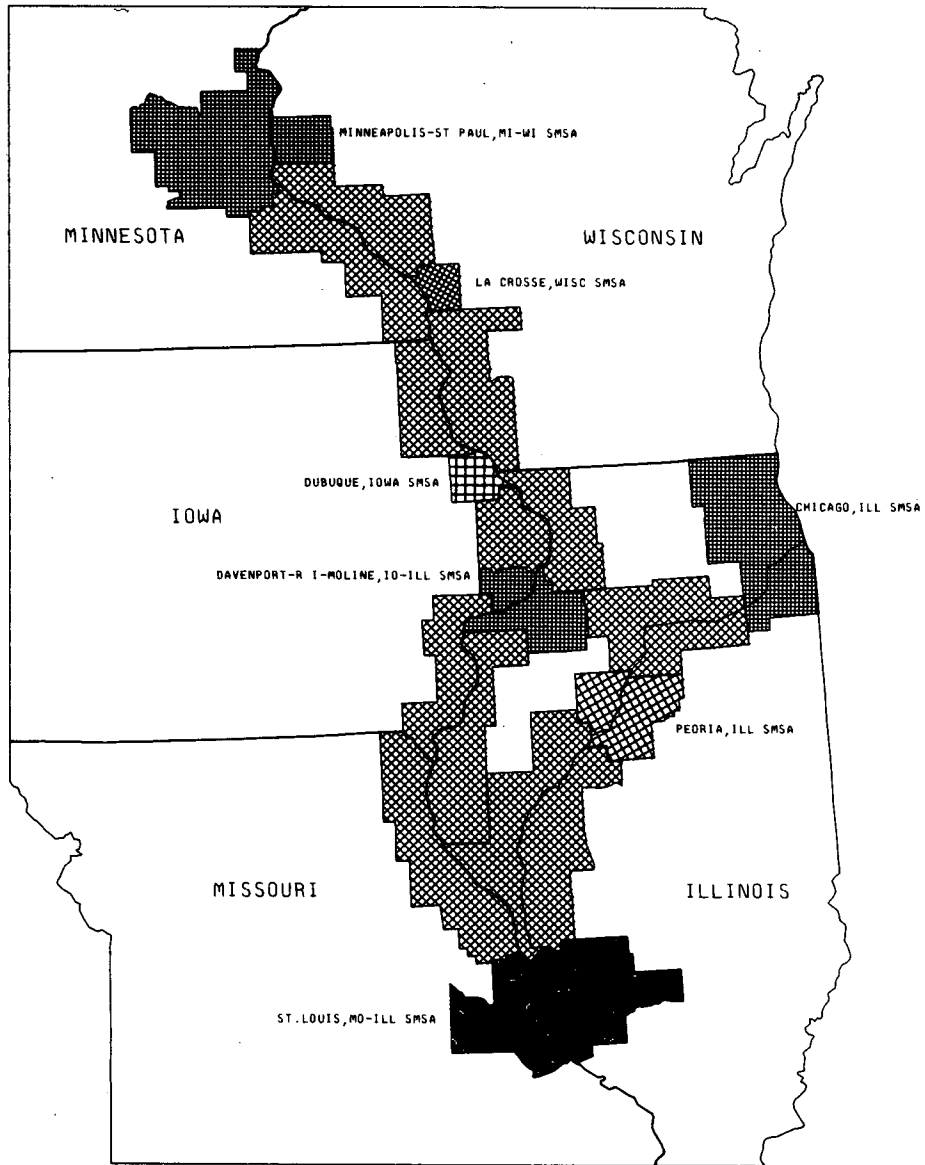 MINNEAPOLIS-ST PAUL,MI-WI SMSA
MINNESOTA
WISCONSIN
LA CROSSE,WISC SMSA
DUBUQUE,IOWA SMSA
IOWA
CHICAGO,ILL SMSA
DAVENPORT-R I-MOLINE,IO-ILL SMSA
PEORIA,ILL SMSA
MISSOURI
ILLINOIS
ST.LOUIS,MO-ILL SMSA